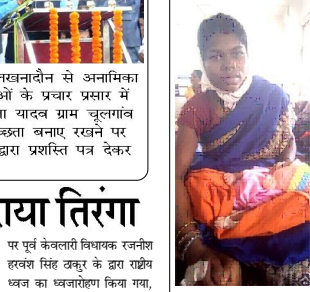 लखनादौन से अनामिका
ओं के प्रचार प्रसार में
यादव ग्राम चूलगांव
च्छता बनाए रखने पर
द्वारा प्रशस्ति पत्र देकर
राया तिरंगा
पर पूर्व केवलारी विधायक रजनीश
हरवंश सिंह ठाकुर के द्वारा राष्ट्रीय
ध्वज का ध्वजारोहण किया गया,